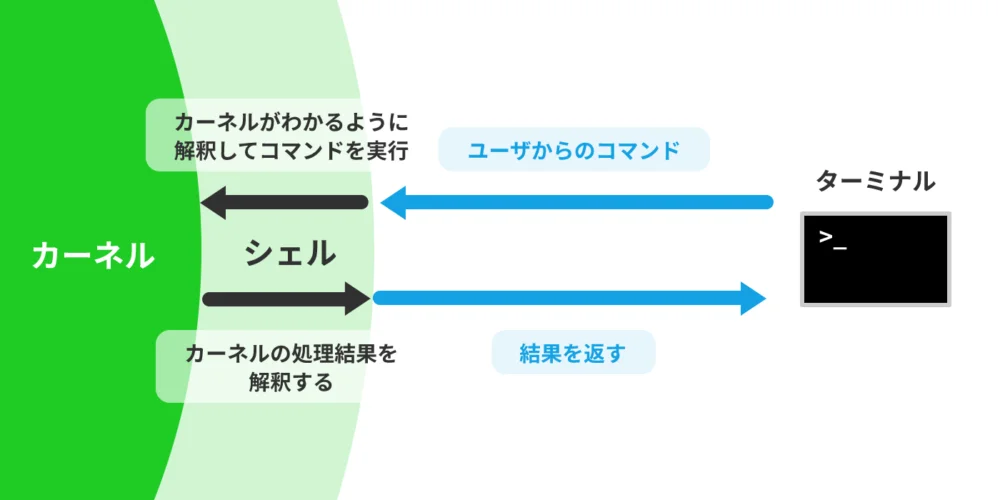 カーネルがわかるように
解釈してコマンドを実行
ユーザからのコマンド
ターミナル
>_
カーネル
シェル
カーネルの処理結果を
解釈する
結果を返す